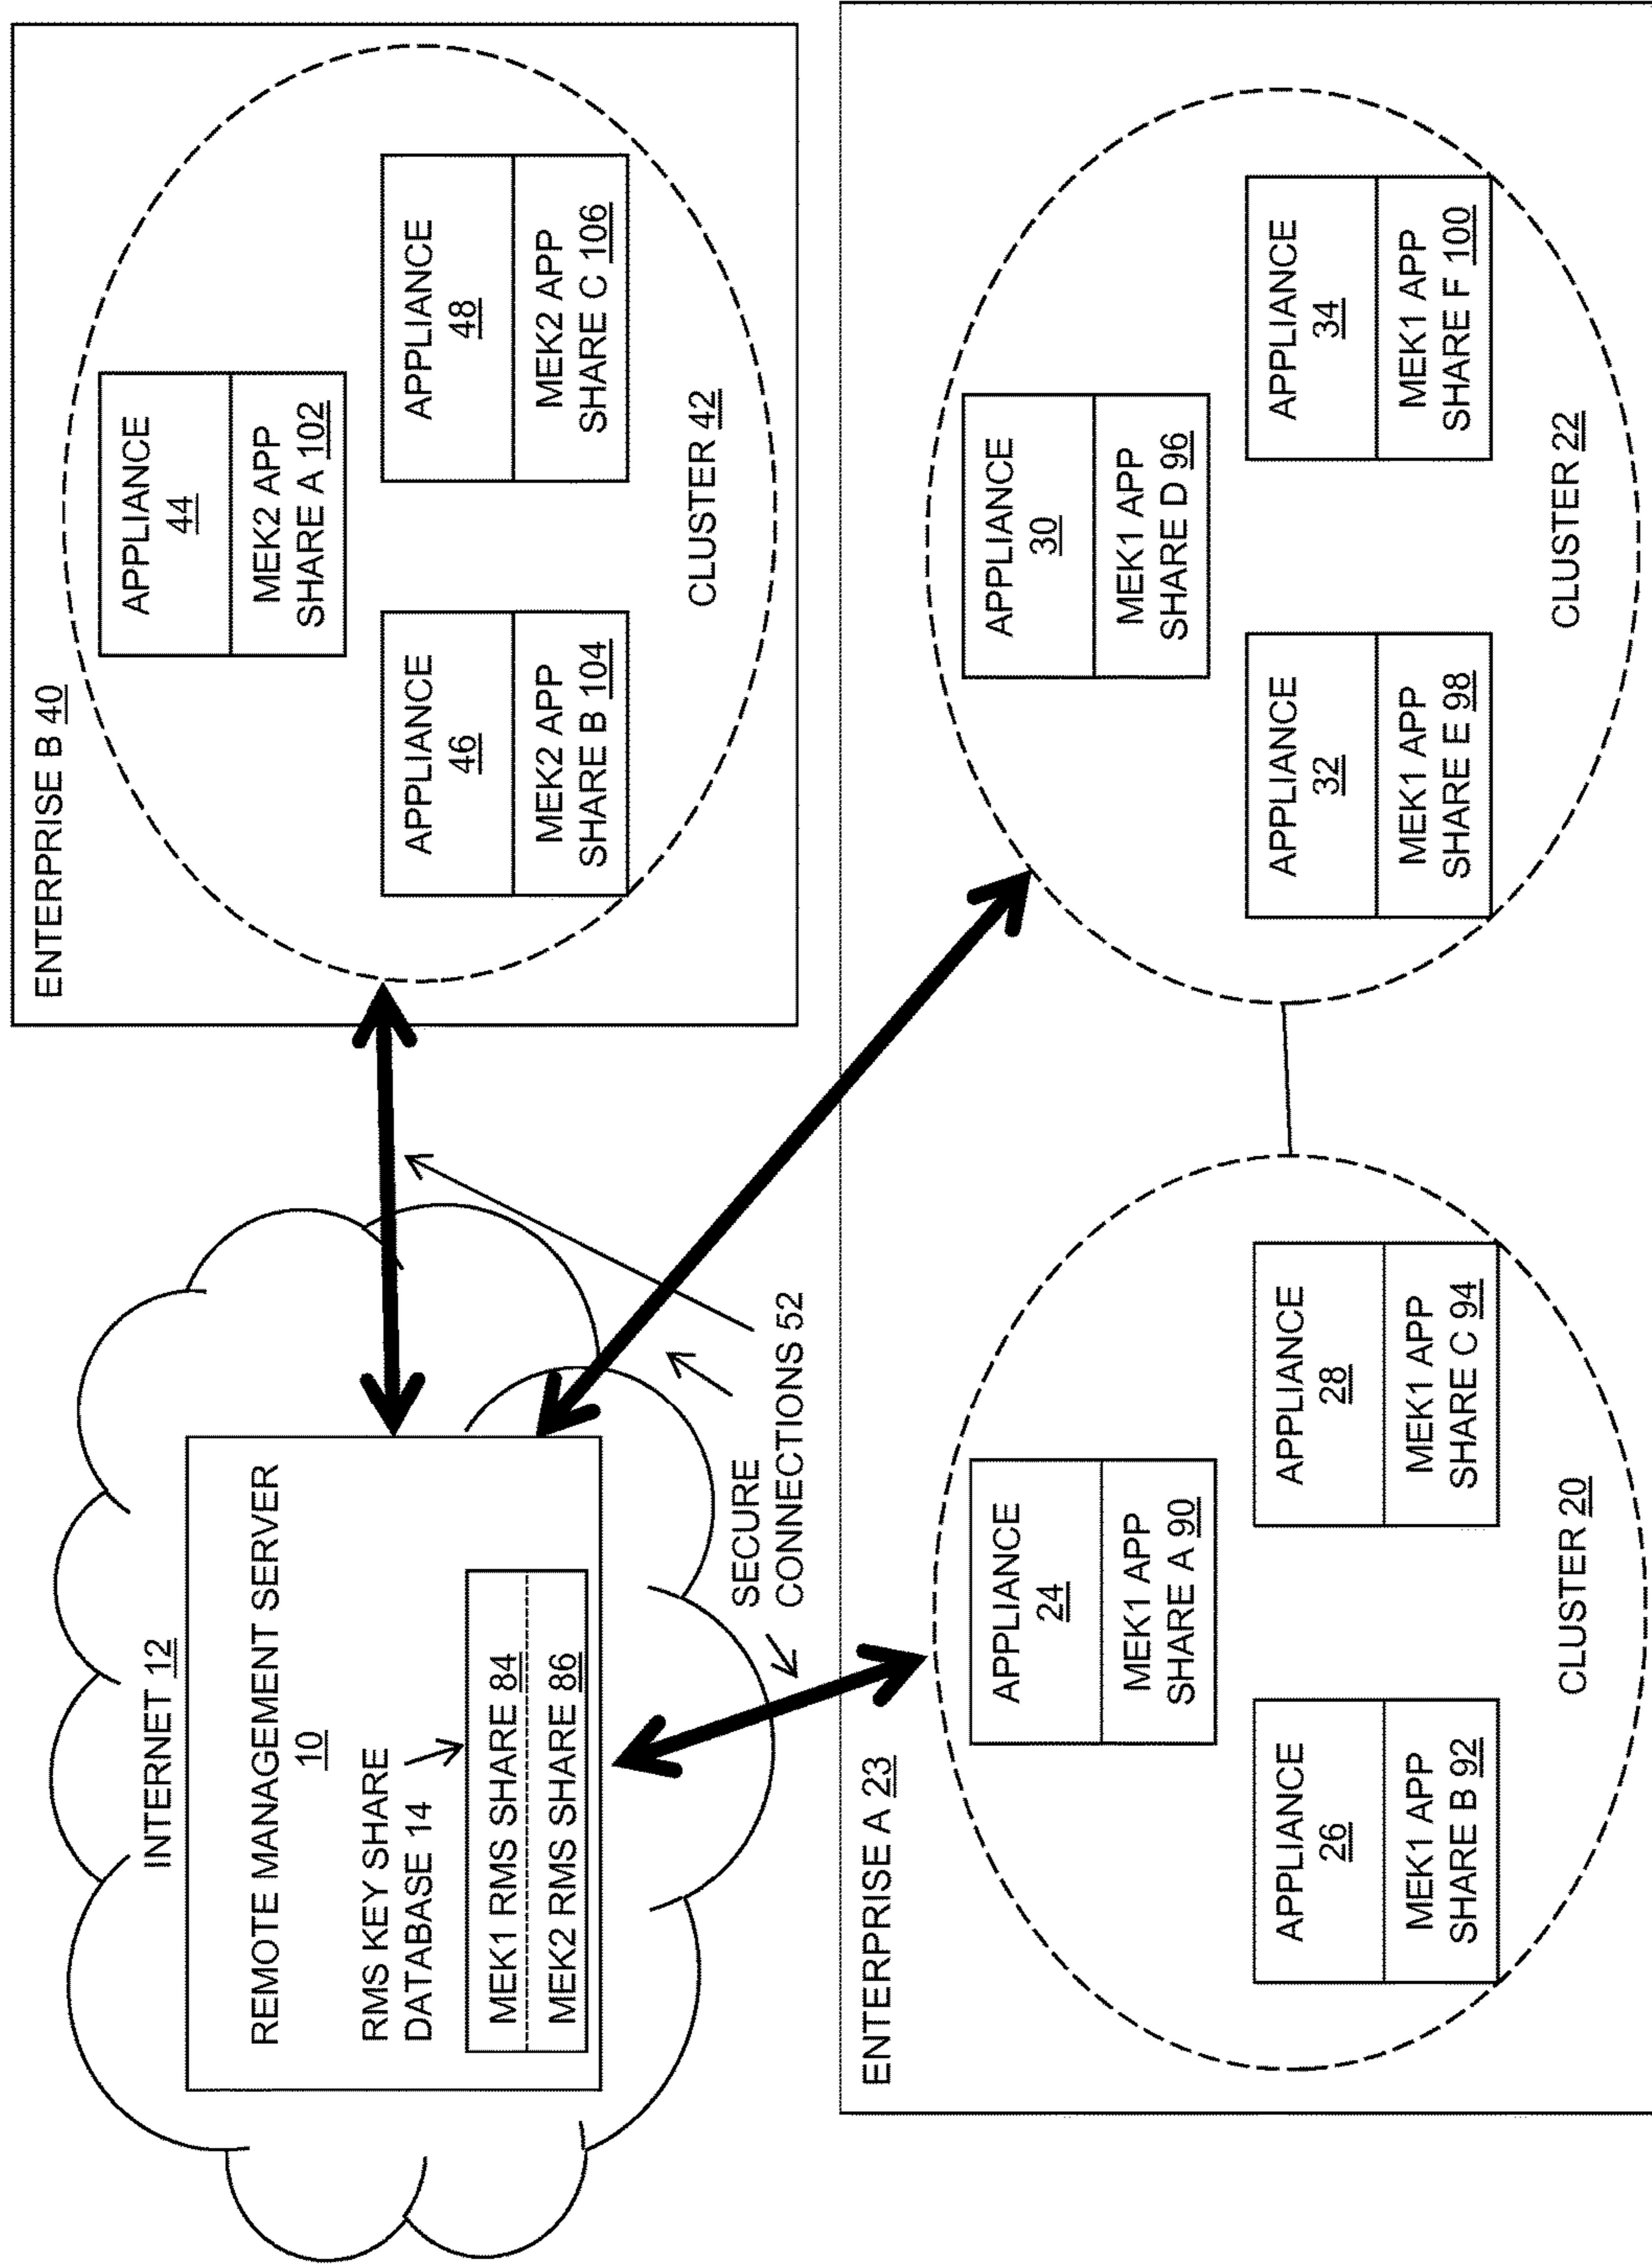 INTERNET 12
REMOTE MANAGEMENT SERVER
10
RMS KEY SHARE
DATABASE 14
MEK1 RMS SHARE 84
MEK2 RMS SHARE 86
SECURE
CONNECTIONS 52
ENTERPRISE B 40
APPLIANCE
44
MEK2 APP
SHARE A 102
APPLIANCE
46
MEK2 APP
SHARE B 104
APPLIANCE
48
MEK2 APP
SHARE C 106
CLUSTER 42
ENTERPRISE A 23
APPLIANCE
24
MEK1 APP
SHARE A 90
APPLIANCE
26
MEK1 APP
SHARE B 92
APPLIANCE
28
MEK1 APP
SHARE C 94
CLUSTER 20
APPLIANCE
30
MEK1 APP
SHARE D 96
APPLIANCE
32
MEK1 APP
SHARE E 98
APPLIANCE
34
MEK1 APP
SHARE F 100
CLUSTER 22